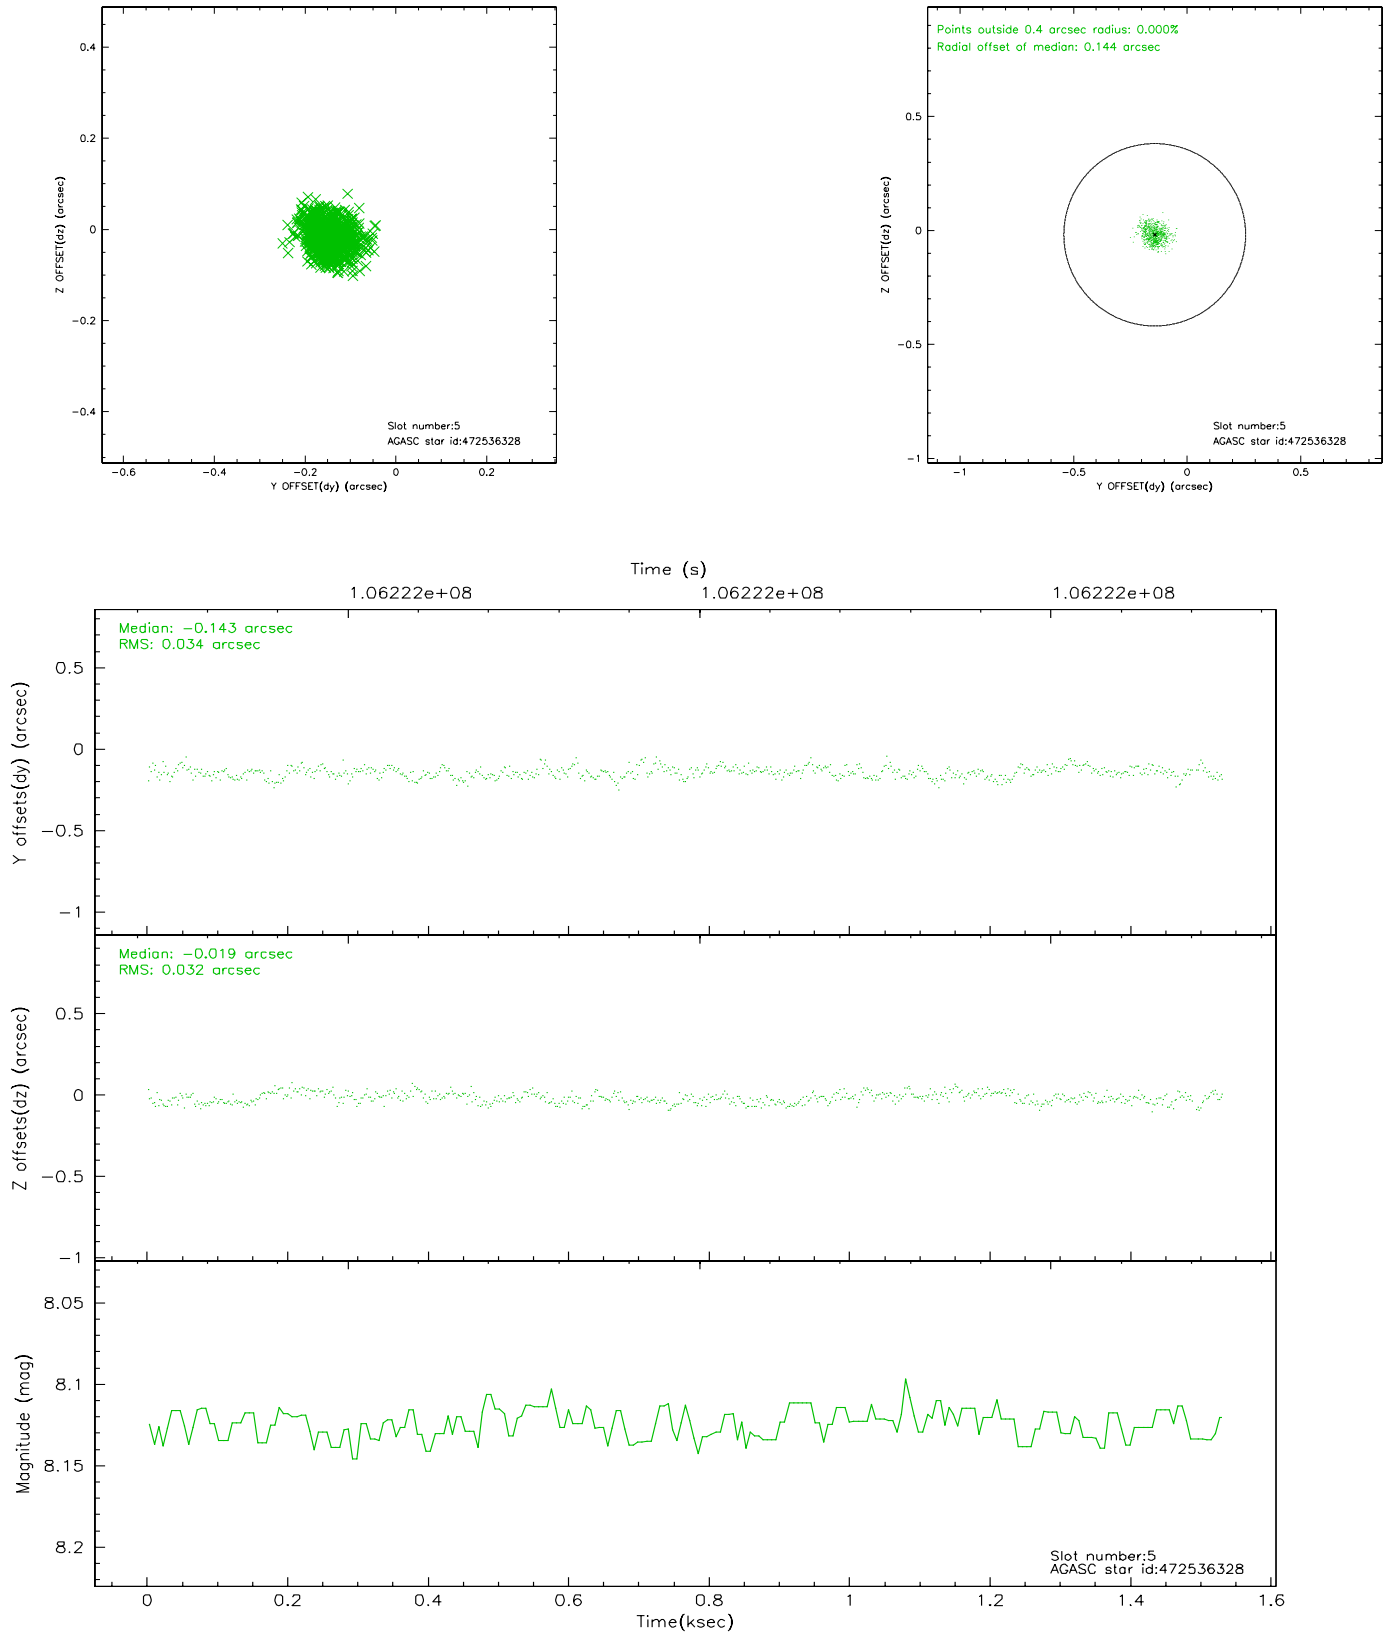 0.4
0.2
0
−0.2
−0.4
Z OFFSET(dz) (arcsec)
Slot number:5
AGASC star id:472536328
−0.6 −0.4 −0.2 0 0.2
Y OFFSET(dy) (arcsec)
Points outside 0.4 arcsec radius: 0.000%
Radial offset of median: 0.144 arcsec
0.5
0
−0.5
−1
Z OFFSET(dz) (arcsec)
Slot number:5
AGASC star id:472536328
−1 −0.5 0 0.5
Y OFFSET(dy) (arcsec)
Time (s)
1.06222e+08 1.06222e+08 1.06222e+08
Median: −0.143 arcsec
RMS: 0.034 arcsec
0.5
0
−0.5
−1
Y offsets(dy) (arcsec)
Median: −0.019 arcsec
RMS: 0.032 arcsec
0.5
0
−0.5
−1
Z offsets(dz) (arcsec)
8.05
8.1
8.15
8.2
Magnitude (mag)
Slot number:5
AGASC star id:472536328
0 0.2 0.4 0.6 0.8 1 1.2 1.4 1.6
Time(ksec)